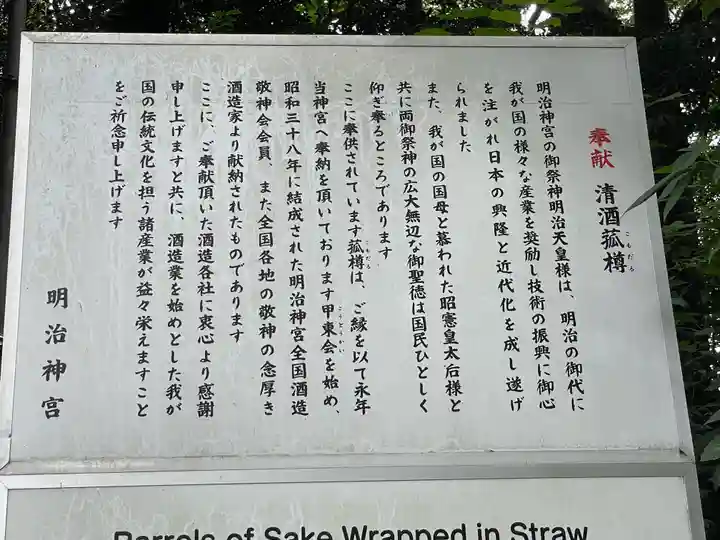 奉献 清酒菰樽
こもだる
明治神宮の御祭神明治天皇様は、明治の御代に
我が国の様々な産業を奨励し技術の振興に御心
を注がれ日本の興隆と近代化を成し遂げ
られました
また、我が国の国母と慕われた昭憲皇太后様と
共に両御祭神の広大無辺な御聖徳は国民ひとしく
仰ぎ奉るところであります
ここに奉供されています菰樽は、ご縁を以て永年
こもだる
当神宮へ奉納を頂いております甲東会を始め、
こうとうかい
昭和三十八年に結成された明治神宮全国酒造
敬神会会員、また全国各地の敬神の念厚き
酒造家より献納されたものであります
ここに、ご奉献頂いた酒造各社に衷心より感謝
申し上げますと共に、酒造業を始めとした我が
国の伝統文化を担う諸産業が益々栄えますこと
をご祈念申し上げます
明治神宮
Barrels of Sake Wrapped in Straw